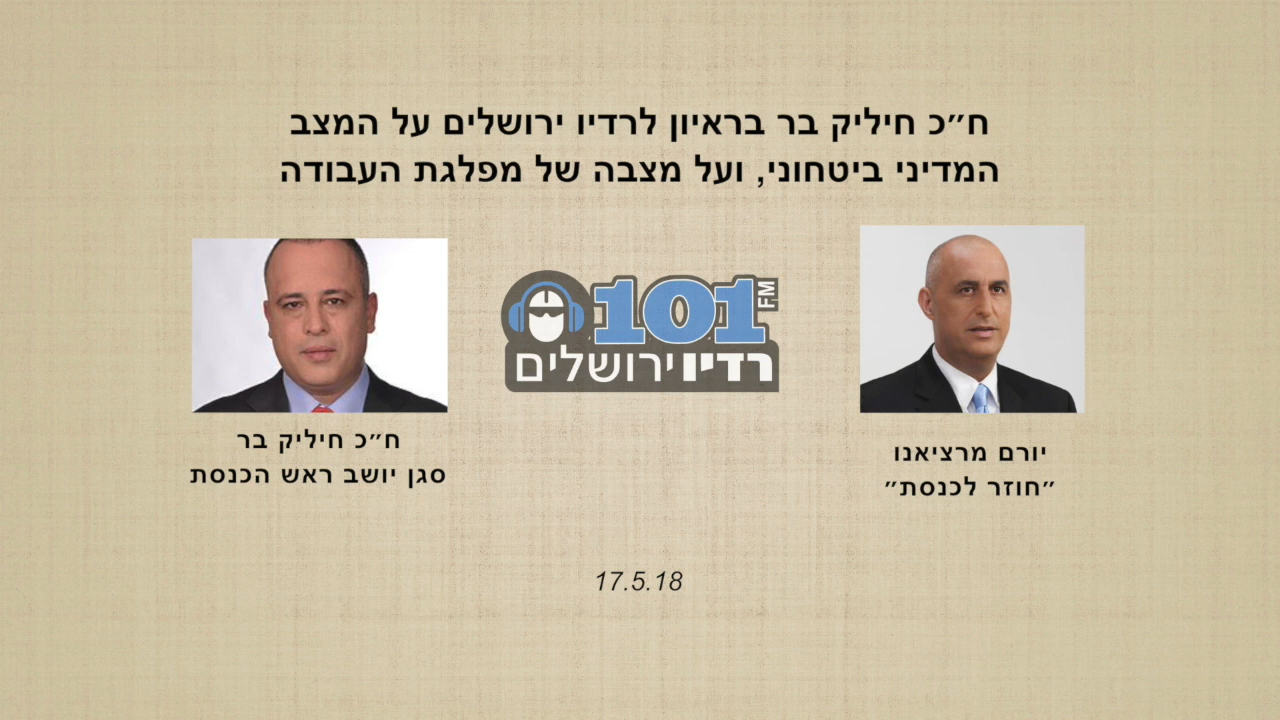 ח״כ חיליק בר בראיון לרדיו ירושלים על המצב
המדיני ביטחוני, ועל מצבה של מפלגת העבודה
101 FM
רדיו ירושלים
יורם מרציאנו
״חוזר לכנסת״
ח״כ חיליק בר
סגן יושב ראש הכנסת
17.5.18